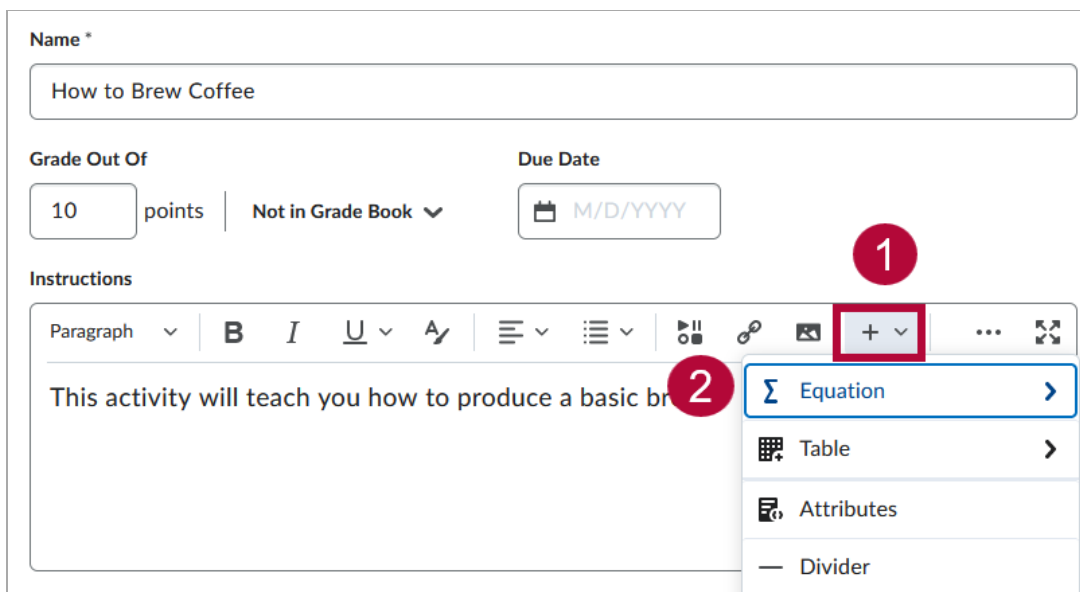 Name *
How to Brew Coffee
Grade Out Of
Due Date
10 points Not in Grade Book M/D/YYYY
1
Instructions
Paragraph B I U A
2
This activity will teach you how to produce a basic
Equation
Table
Attributes
Divider